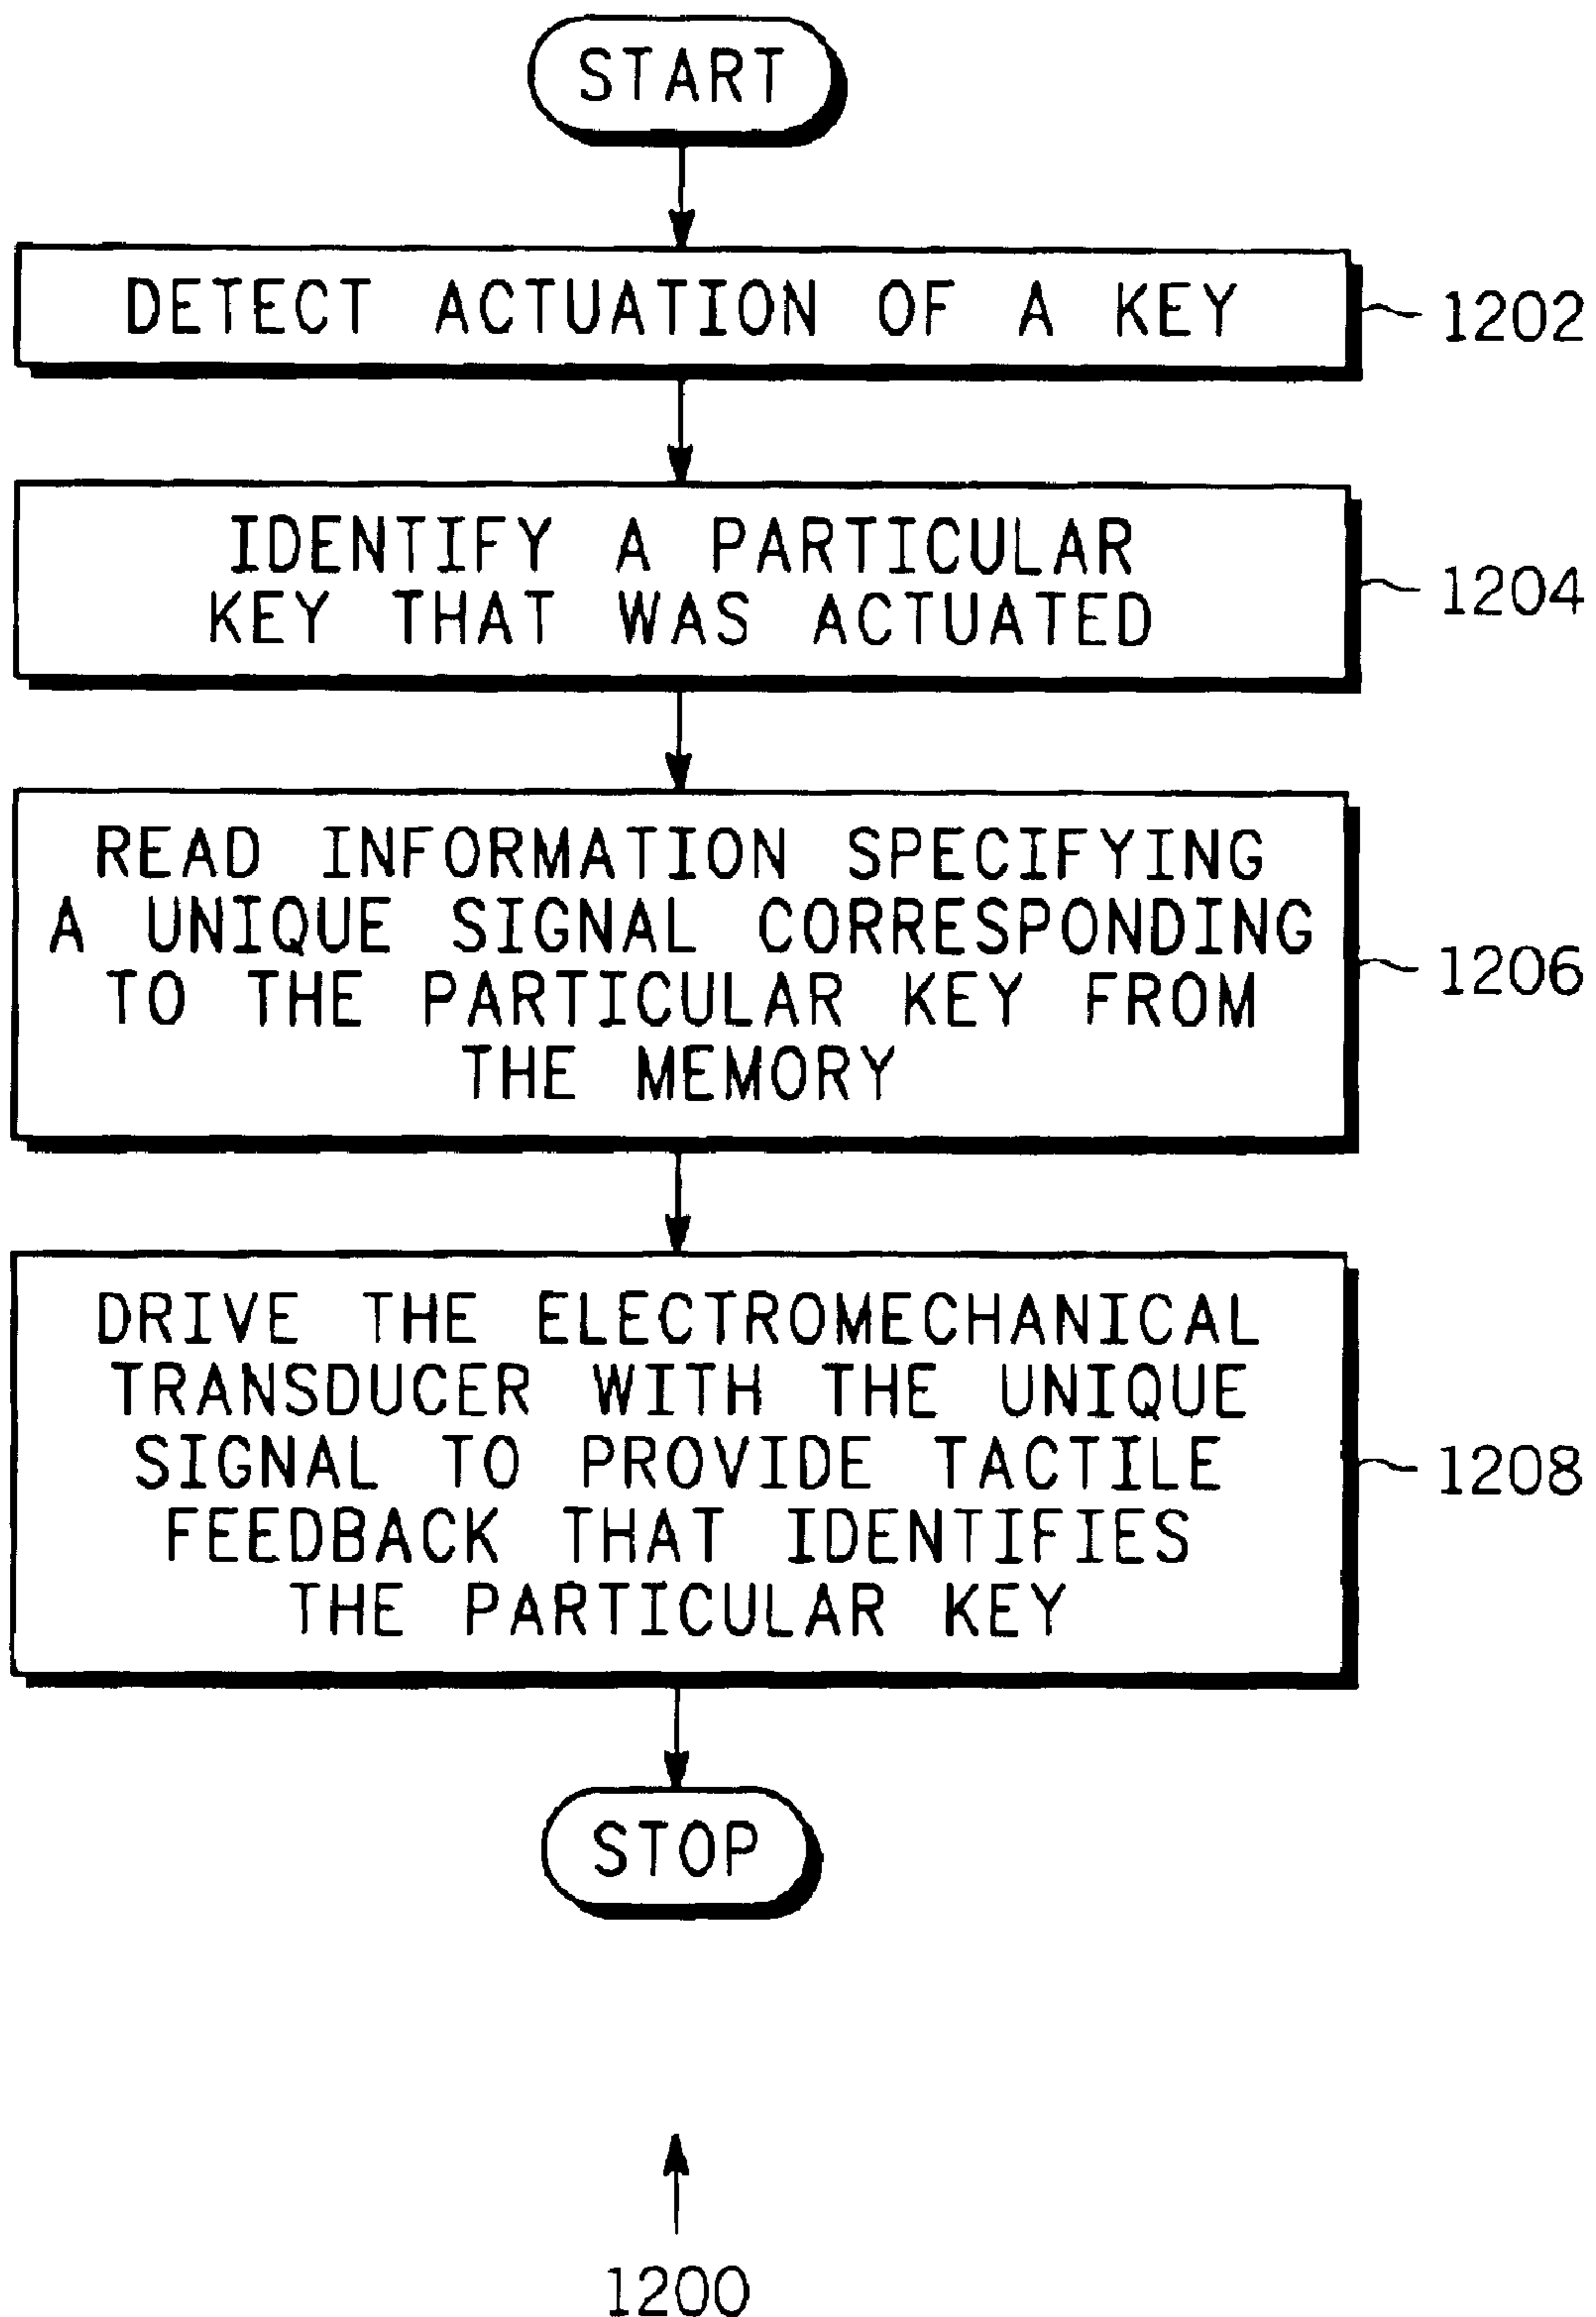 START
DETECT ACTUATION OF A KEY
1202
IDENTIFY A PARTICULAR
KEY THAT WAS ACTUATED
1204
READ INFORMATION SPECIFYING
A UNIQUE SIGNAL CORRESPONDING
TO THE PARTICULAR KEY FROM
THE MEMORY
1206
DRIVE THE ELECTROMECHANICAL
TRANSDUCER WITH THE UNIQUE
SIGNAL TO PROVIDE TACTILE
FEEDBACK THAT IDENTIFIES
THE PARTICULAR KEY
1208
STOP
1200